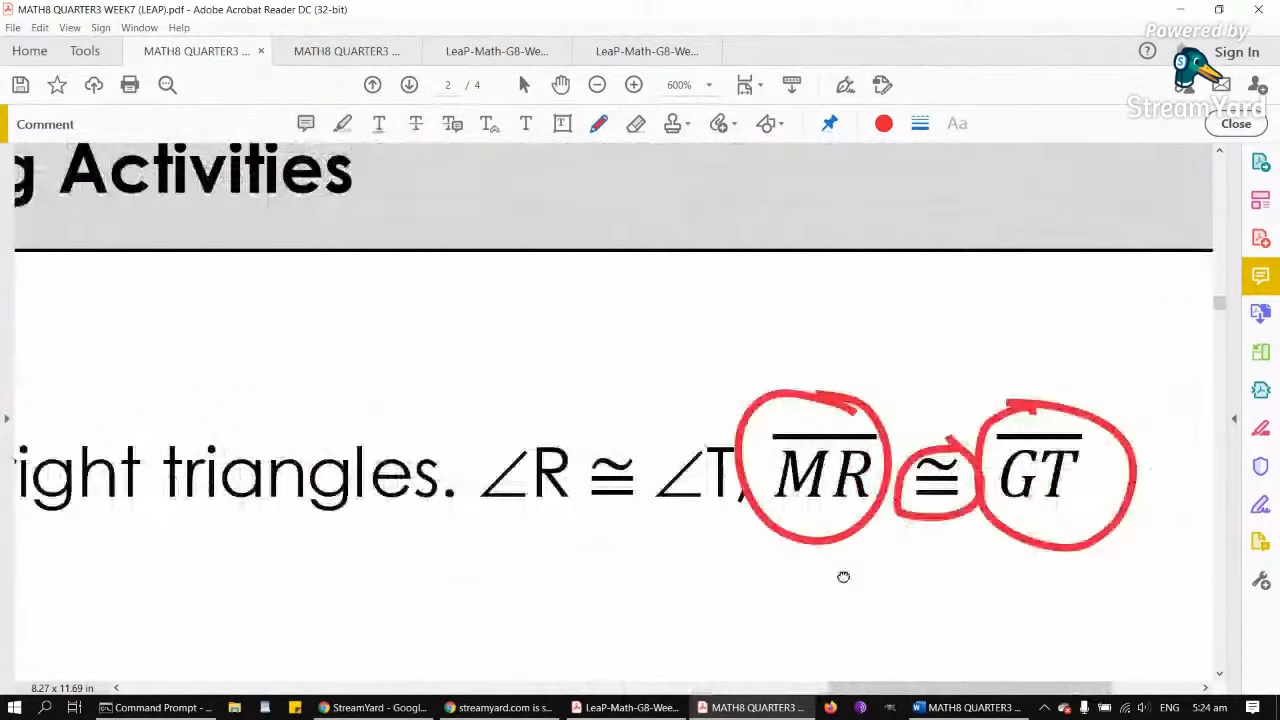 MATH8 QUARTER3 WEEK7 (LEAP).pdf - Adobe Acrobat Reader DC (32-bit)
File Edit View Sign Window Help
Powered by
Home Tools MATH8 QUARTER3 ... × MATH8 QUARTER3 ... LeaP-Math-G8-We... LeaP-Math-G8-We... Sign In
2 / 4 600%
StreamYard
Comment Aa Close
g Activities
ight triangles. ∠R ≅ ∠T, MR ≅ GT
8.27 x 11.69 in
Command Prompt - ... StreamYard - Googl... streamyard.com is s... LeaP-Math-G8-Wee... MATH8 QUARTER3 ... MATH8 QUARTER3 ... ENG 5:24 am